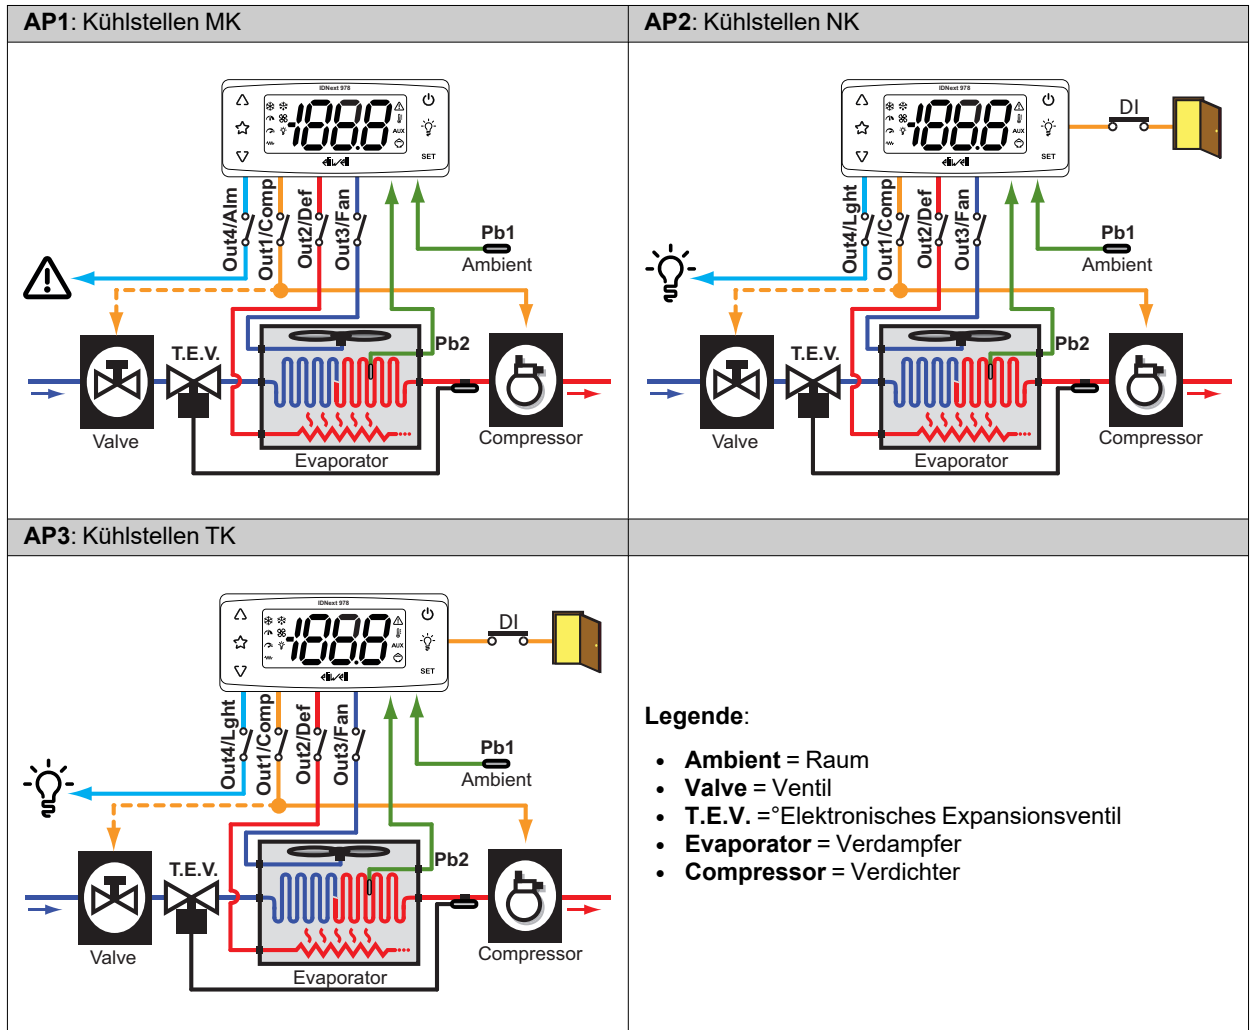 AP1: Kühlstellen MK
IDNext 978
188.8
AUX
SET
eliwell
Out4/Alm
Out1/Comp
Out2/Def
Out3/Fan
Pb1
Ambient
T.E.V.
Pb2
Valve
Evaporator
Compressor
AP2: Kühlstellen NK
IDNext 978
188.8
AUX
SET
eliwell
DI
Out4/Lght
Out1/Comp
Out2/Def
Out3/Fan
Pb1
Ambient
T.E.V.
Pb2
Valve
Evaporator
Compressor
AP3: Kühlstellen TK
IDNext 978
188.8
AUX
SET
eliwell
DI
Out4/Lght
Out1/Comp
Out2/Def
Out3/Fan
Pb1
Ambient
T.E.V.
Pb2
Valve
Evaporator
Compressor
Legende:
• Ambient = Raum
• Valve = Ventil
• T.E.V. =°Elektronisches Expansionsventil
• Evaporator = Verdampfer
• Compressor = Verdichter